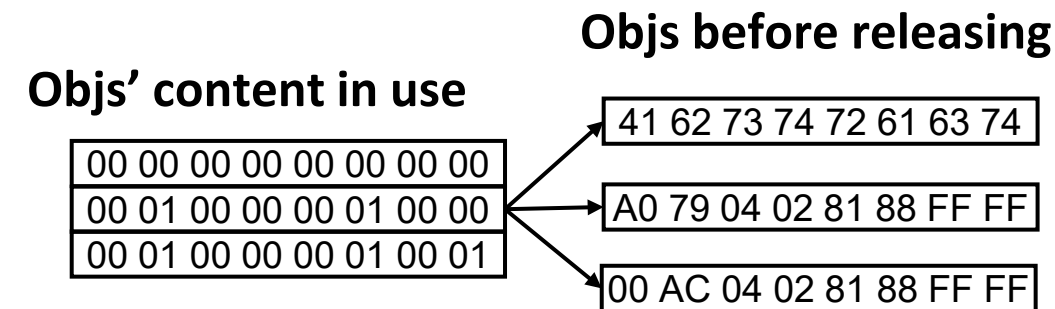 Objs before releasing
Objs’ content in use
41 62 73 74 72 61 63 74
00 00 00 00 00 00 00 00
00 01 00 00 00 01 00 00
A0 79 04 02 81 88 FF FF
00 01 00 00 00 01 00 01
00 AC 04 02 81 88 FF FF